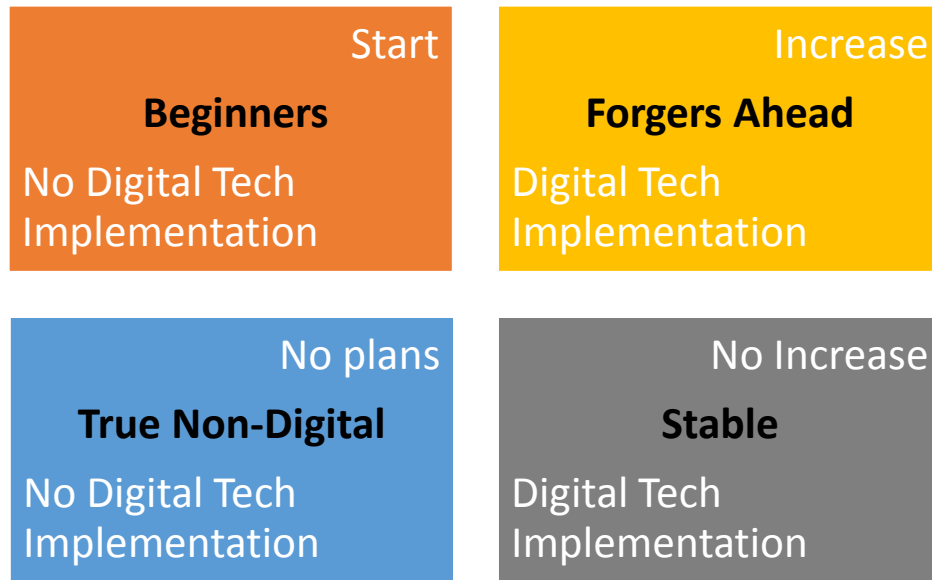 Start
Beginners
No Digital Tech
Implementation
Increase
Forgers Ahead
Digital Tech
Implementation
No plans
True Non-Digital
No Digital Tech
Implementation
No Increase
Stable
Digital Tech
Implementation